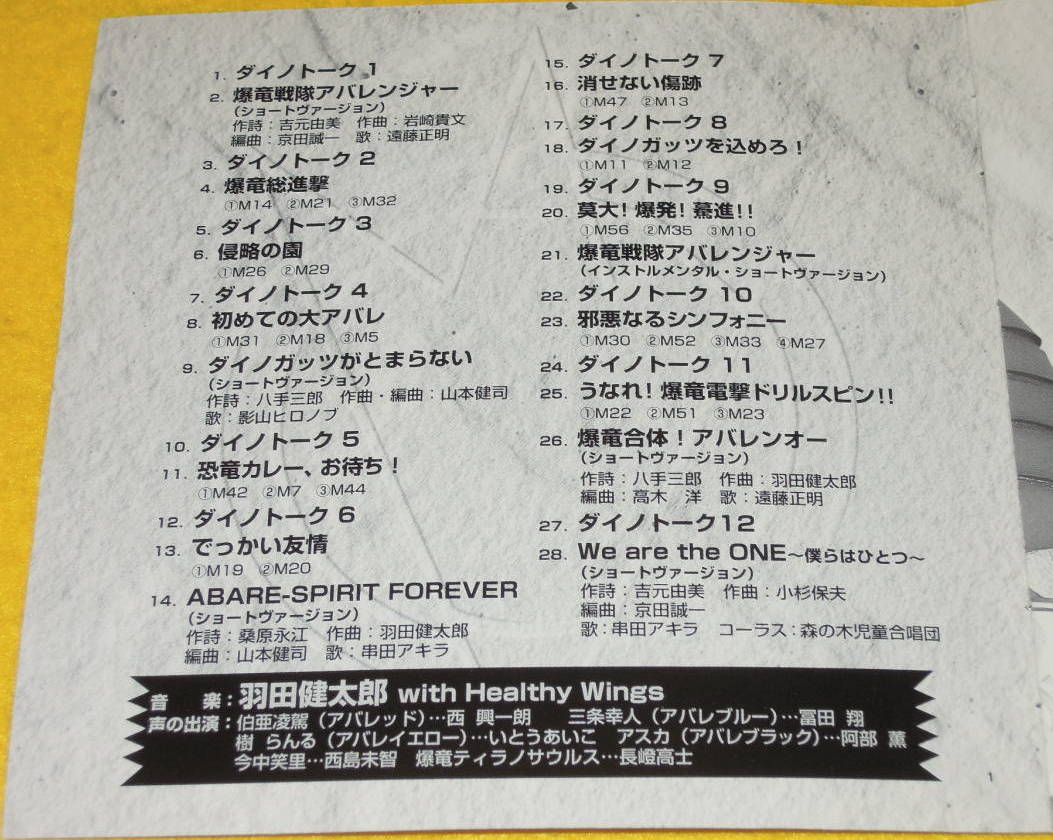 1. ダイノトーク 1
2. 爆竜戦隊アバレンジャー
(ショートヴァージョン)
作詩：吉元由美　作曲：岩崎貴文
編曲：京田誠一　歌：遠藤正明
3. ダイノトーク 2
4. 爆竜総進撃
①M14　②M21　③M32
5. ダイノトーク 3
6. 侵略の園
①M26　②M29
7. ダイノトーク 4
8. 初めての大アバレ
①M31　②M18　③M5
9. ダイノガッツがとまらない
(ショートヴァージョン)
作詩：八手三郎　作曲・編曲：山本健司
歌：影山ヒロノブ
10. ダイノトーク 5
11. 恐竜カレー、お待ち！
①M42　②M7　③M44
12. ダイノトーク 6
13. でっかい友情
①M19　②M20
14. ABARE-SPIRIT FOREVER
(ショートヴァージョン)
作詩：桑原永江　作曲：羽田健太郎
編曲：山本健司　歌：串田アキラ
15. ダイノトーク 7
16. 消せない傷跡
①M47　②M13
17. ダイノトーク 8
18. ダイノガッツを込めろ！
①M11　②M12
19. ダイノトーク 9
20. 莫大！爆発！驀進！！
①M56　②M35　③M10
21. 爆竜戦隊アバレンジャー
(インストルメンタル・ショートヴァージョン)
22. ダイノトーク 10
23. 邪悪なるシンフォニー
①M30　②M52　③M33　④M27
24. ダイノトーク 11
25. うなれ！爆竜電撃ドリルスピン！！
①M22　②M51　③M23
26. 爆竜合体！アバレンオー
(ショートヴァージョン)
作詩：八手三郎　作曲：羽田健太郎
編曲：高木　洋　歌：遠藤正明
27. ダイノトーク12
28. We are the ONE～僕らはひとつ～
(ショートヴァージョン)
作詩：吉元由美　作曲：小杉保夫
編曲：京田誠一
歌：串田アキラ　コーラス：森の木児童合唱団
音　楽：羽田健太郎 with Healthy Wings
声の出演：伯亜凌駕（アバレッド）…西 興一朗　三条幸人（アバレブルー）…冨田 翔
樹 らんる（アバレイエロー）…いとうあいこ　アスカ（アバレブラック）…阿部 薫
今中笑里…西島未智　爆竜ティラノサウルス…長嶝高士
1